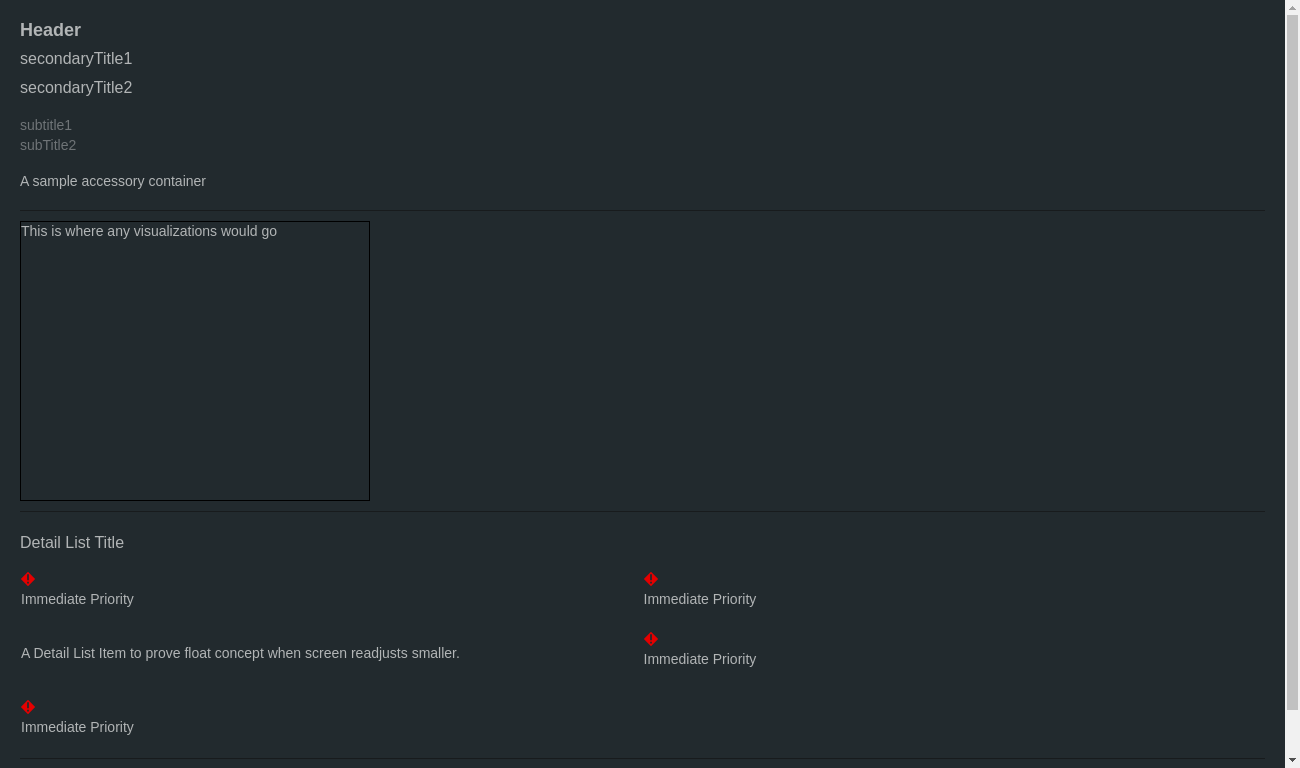 Header
secondaryTitle1
secondaryTitle2
subtitle1
subTitle2
A sample accessory container
This is where any visualizations would go
Detail List Title
Immediate Priority
Immediate Priority
A Detail List Item to prove float concept when screen readjusts smaller.
Immediate Priority
Immediate Priority